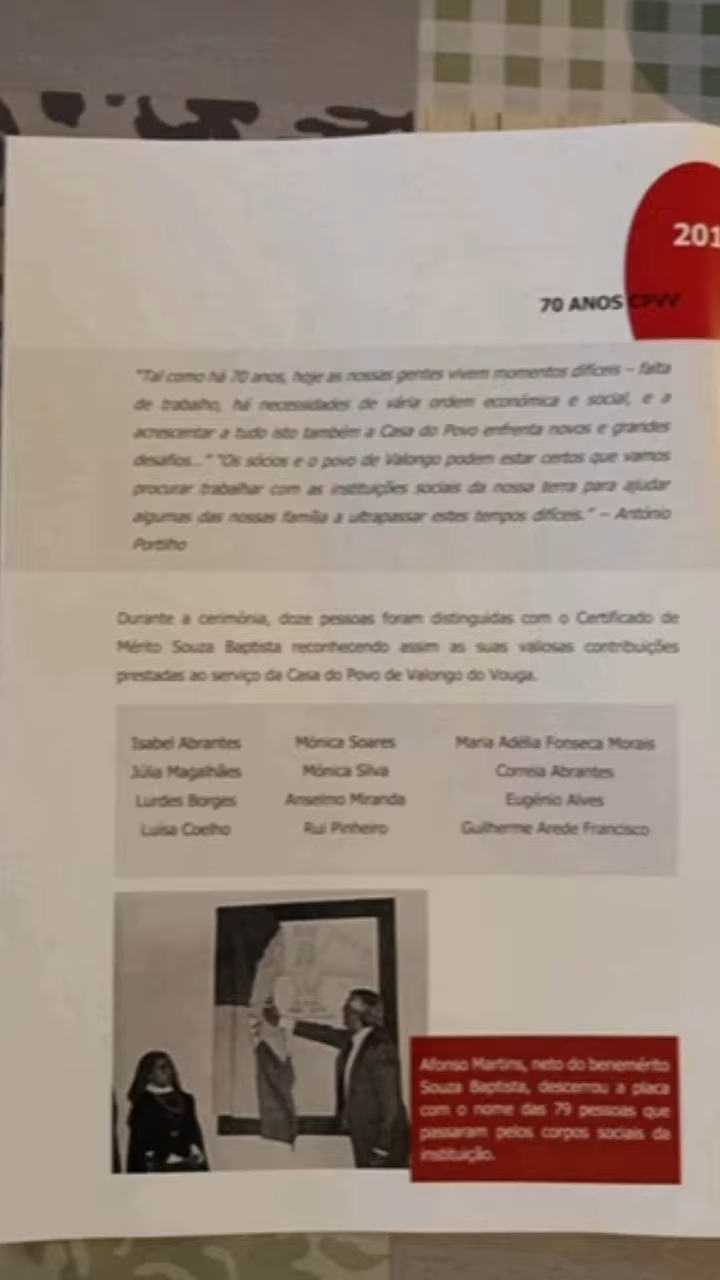 201
70 ANOS CPVV
"Tal como há 70 anos, hoje as nossas gentes vivem momentos difíceis – falta
de trabalho, há necessidades de vária ordem económica e social, e a
acrescentar a tudo isto também a Casa do Povo enfrenta novos e grandes
desafios..." "Os sócios e o povo de Valongo podem estar certos que vamos
procurar trabalhar com as instituições sociais da nossa terra para ajudar
algumas das nossas família a ultrapassar estes tempos difíceis." – António
Portilho
Durante a cerimónia, doze pessoas foram distinguidas com o Certificado de
Mérito Souza Baptista reconhecendo assim as suas valiosas contribuições
prestadas ao serviço da Casa do Povo de Valongo do Vouga.
Isabel Abrantes Mónica Soares Maria Adélia Fonseca Morais
Júlia Magalhães Mónica Silva Correia Abrantes
Lurdes Borges Anselmo Miranda Eugénio Alves
Luísa Coelho Rui Pinheiro Guilherme Arede Francisco
Afonso Martins, neto do benemérito
Souza Baptista, descerrou a placa
com o nome das 79 pessoas que
passaram pelos corpos sociais da
instituição.